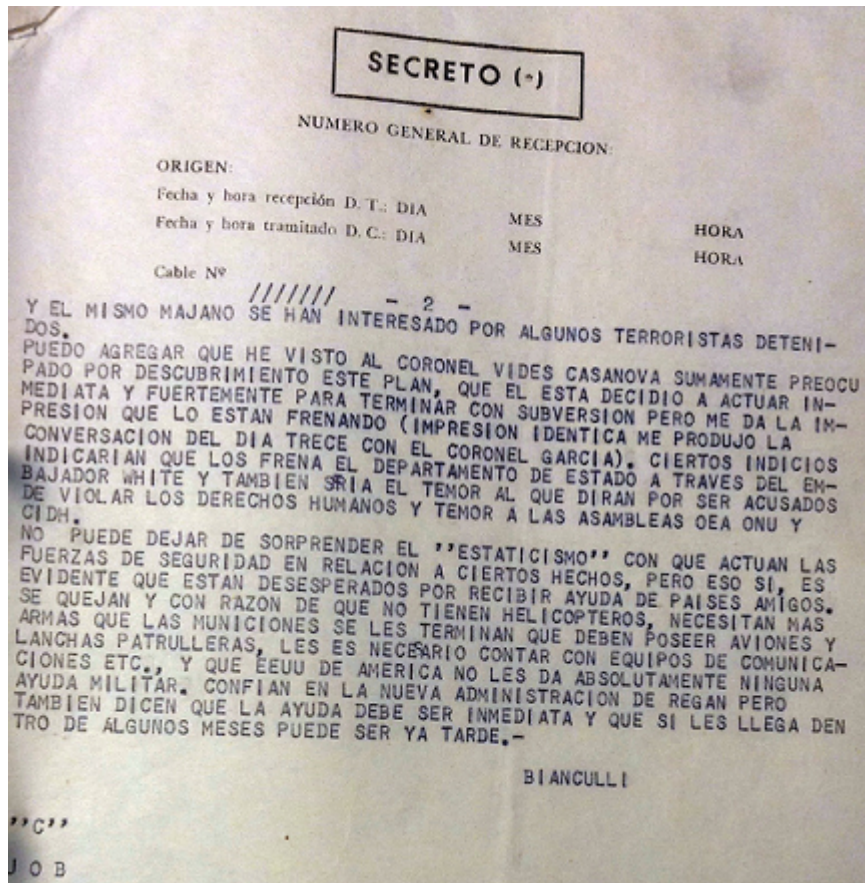 SECRETO (-)
NUMERO GENERAL DE RECEPCION:
ORIGEN:
Fecha y hora recepción D. T.: DIA MES HORA
Fecha y hora tramitado D. C.: DIA MES HORA
Cable Nº
/////// - 2 -
Y EL MISMO MAJANO SE HAN INTERESADO POR ALGUNOS TERRORISTAS DETENI-
DOS.
PUEDO AGREGAR QUE HE VISTO AL CORONEL VIDES CASANOVA SUMAMENTE PREOCU
PADO POR DESCUBRIMIENTO ESTE PLAN, QUE EL ESTA DECIDIO A ACTUAR IN-
MEDIATA Y FUERTEMENTE PARA TERMINAR CON SUBVERSION PERO ME DA LA IM-
PRESION QUE LO ESTAN FRENANDO (IMPRESION IDENTICA ME PRODUJO LA
CONVERSACION DEL DIA TRECE CON EL CORONEL GARCIA). CIERTOS INDICIOS
INDICARIAN QUE LOS FRENA EL DEPARTAMENTO DE ESTADO A TRAVES DEL EM-
BAJADOR WHITE Y TAMBIEN SRIA EL TEMOR AL QUE DIRAN POR SER ACUSADOS
DE VIOLAR LOS DERECHOS HUMANOS Y TEMOR A LAS ASAMBLEAS OEA ONU Y
CIDH.
NO PUEDE DEJAR DE SORPRENDER EL ''ESTATICISMO'' CON QUE ACTUAN LAS
FUERZAS DE SEGURIDAD EN RELACION A CIERTOS HECHOS, PERO ESO SI, ES
EVIDENTE QUE ESTAN DESESPERADOS POR RECIBIR AYUDA DE PAISES AMIGOS.
SE QUEJAN Y CON RAZON DE QUE NO TIENEN HELICOPTEROS, NECESITAN MAS
ARMAS QUE LAS MUNICIONES SE LES TERMINAN QUE DEBEN POSEER AVIONES Y
LANCHAS PATRULLERAS, LES ES NECESARIO CONTAR CON EQUIPOS DE COMUNICA-
CIONES ETC., Y QUE EEUU DE AMERICA NO LES DA ABSOLUTAMENTE NINGUNA
AYUDA MILITAR. CONFIAN EN LA NUEVA ADMINISTRACION DE REGAN PERO
TAMBIEN DICEN QUE LA AYUDA DEBE SER INMEDIATA Y QUE SI LES LLEGA DEN
TRO DE ALGUNOS MESES PUEDE SER YA TARDE.-
BIANCULLI
''C''
J O B